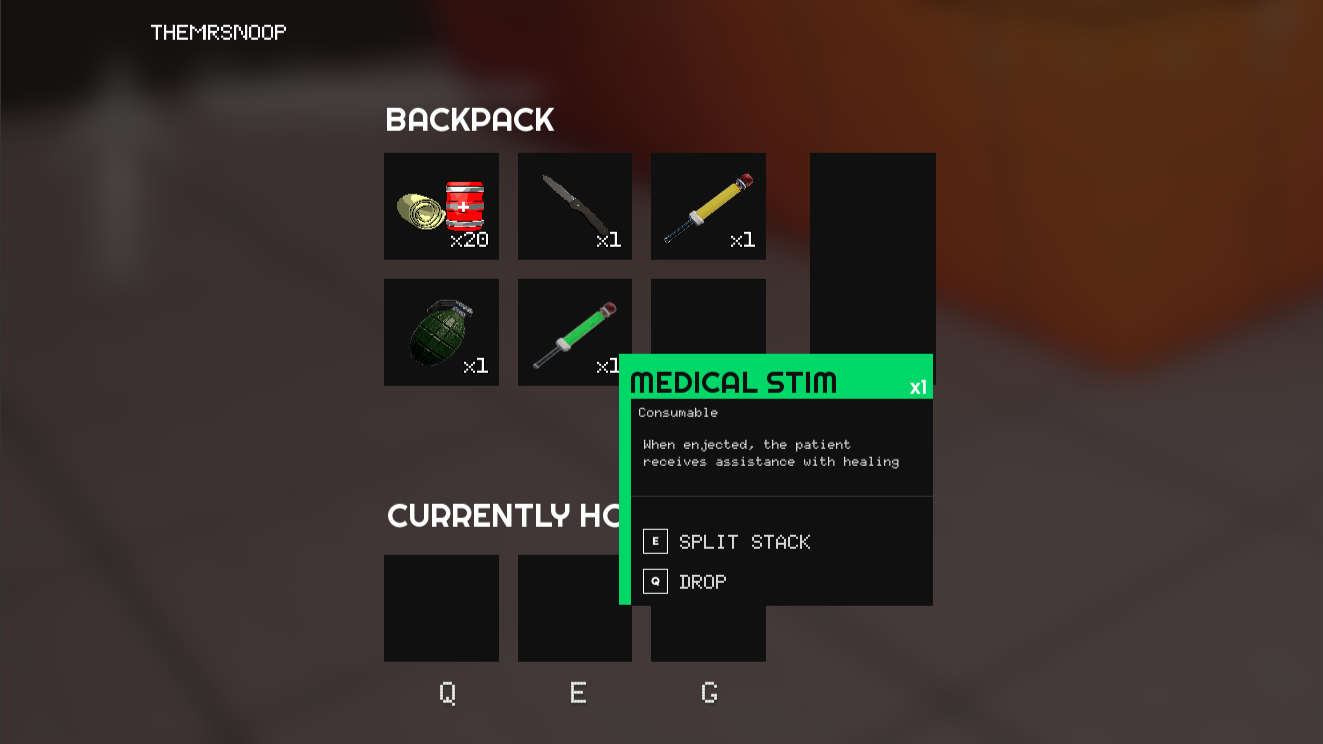 THEMRSNOOP
BACKPACK
x20
x1
x1
x1
x1
MEDICAL STIM
x1
Consumable
When enjected, the patient
receives assistance with healing
CURRENTLY HO
E SPLIT STACK
Q DROP
Q E G